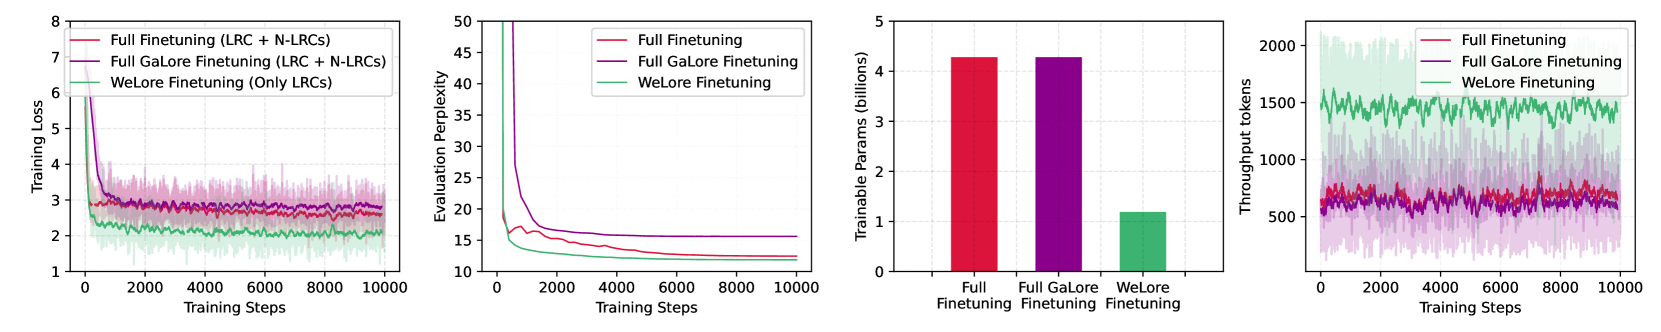 8
7
6
5
4
3
2
1
Training Loss
Full Finetuning (LRC + N-LRCs)
Full GaLore Finetuning (LRC + N-LRCs)
WeLore Finetuning (Only LRCs)
0 2000 4000 6000 8000 10000
Training Steps
50
45
40
35
30
25
20
15
10
Evaluation Perplexity
Full Finetuning
Full GaLore Finetuning
WeLore Finetuning
0 2000 4000 6000 8000 10000
Training Steps
5
4
3
2
1
0
Trainable Params (billions)
Full
Finetuning
Full GaLore
Finetuning
WeLore
Finetuning
2000
1500
1000
500
Throughput tokens
Full Finetuning
Full GaLore Finetuning
WeLore Finetuning
0 2000 4000 6000 8000 10000
Training Steps